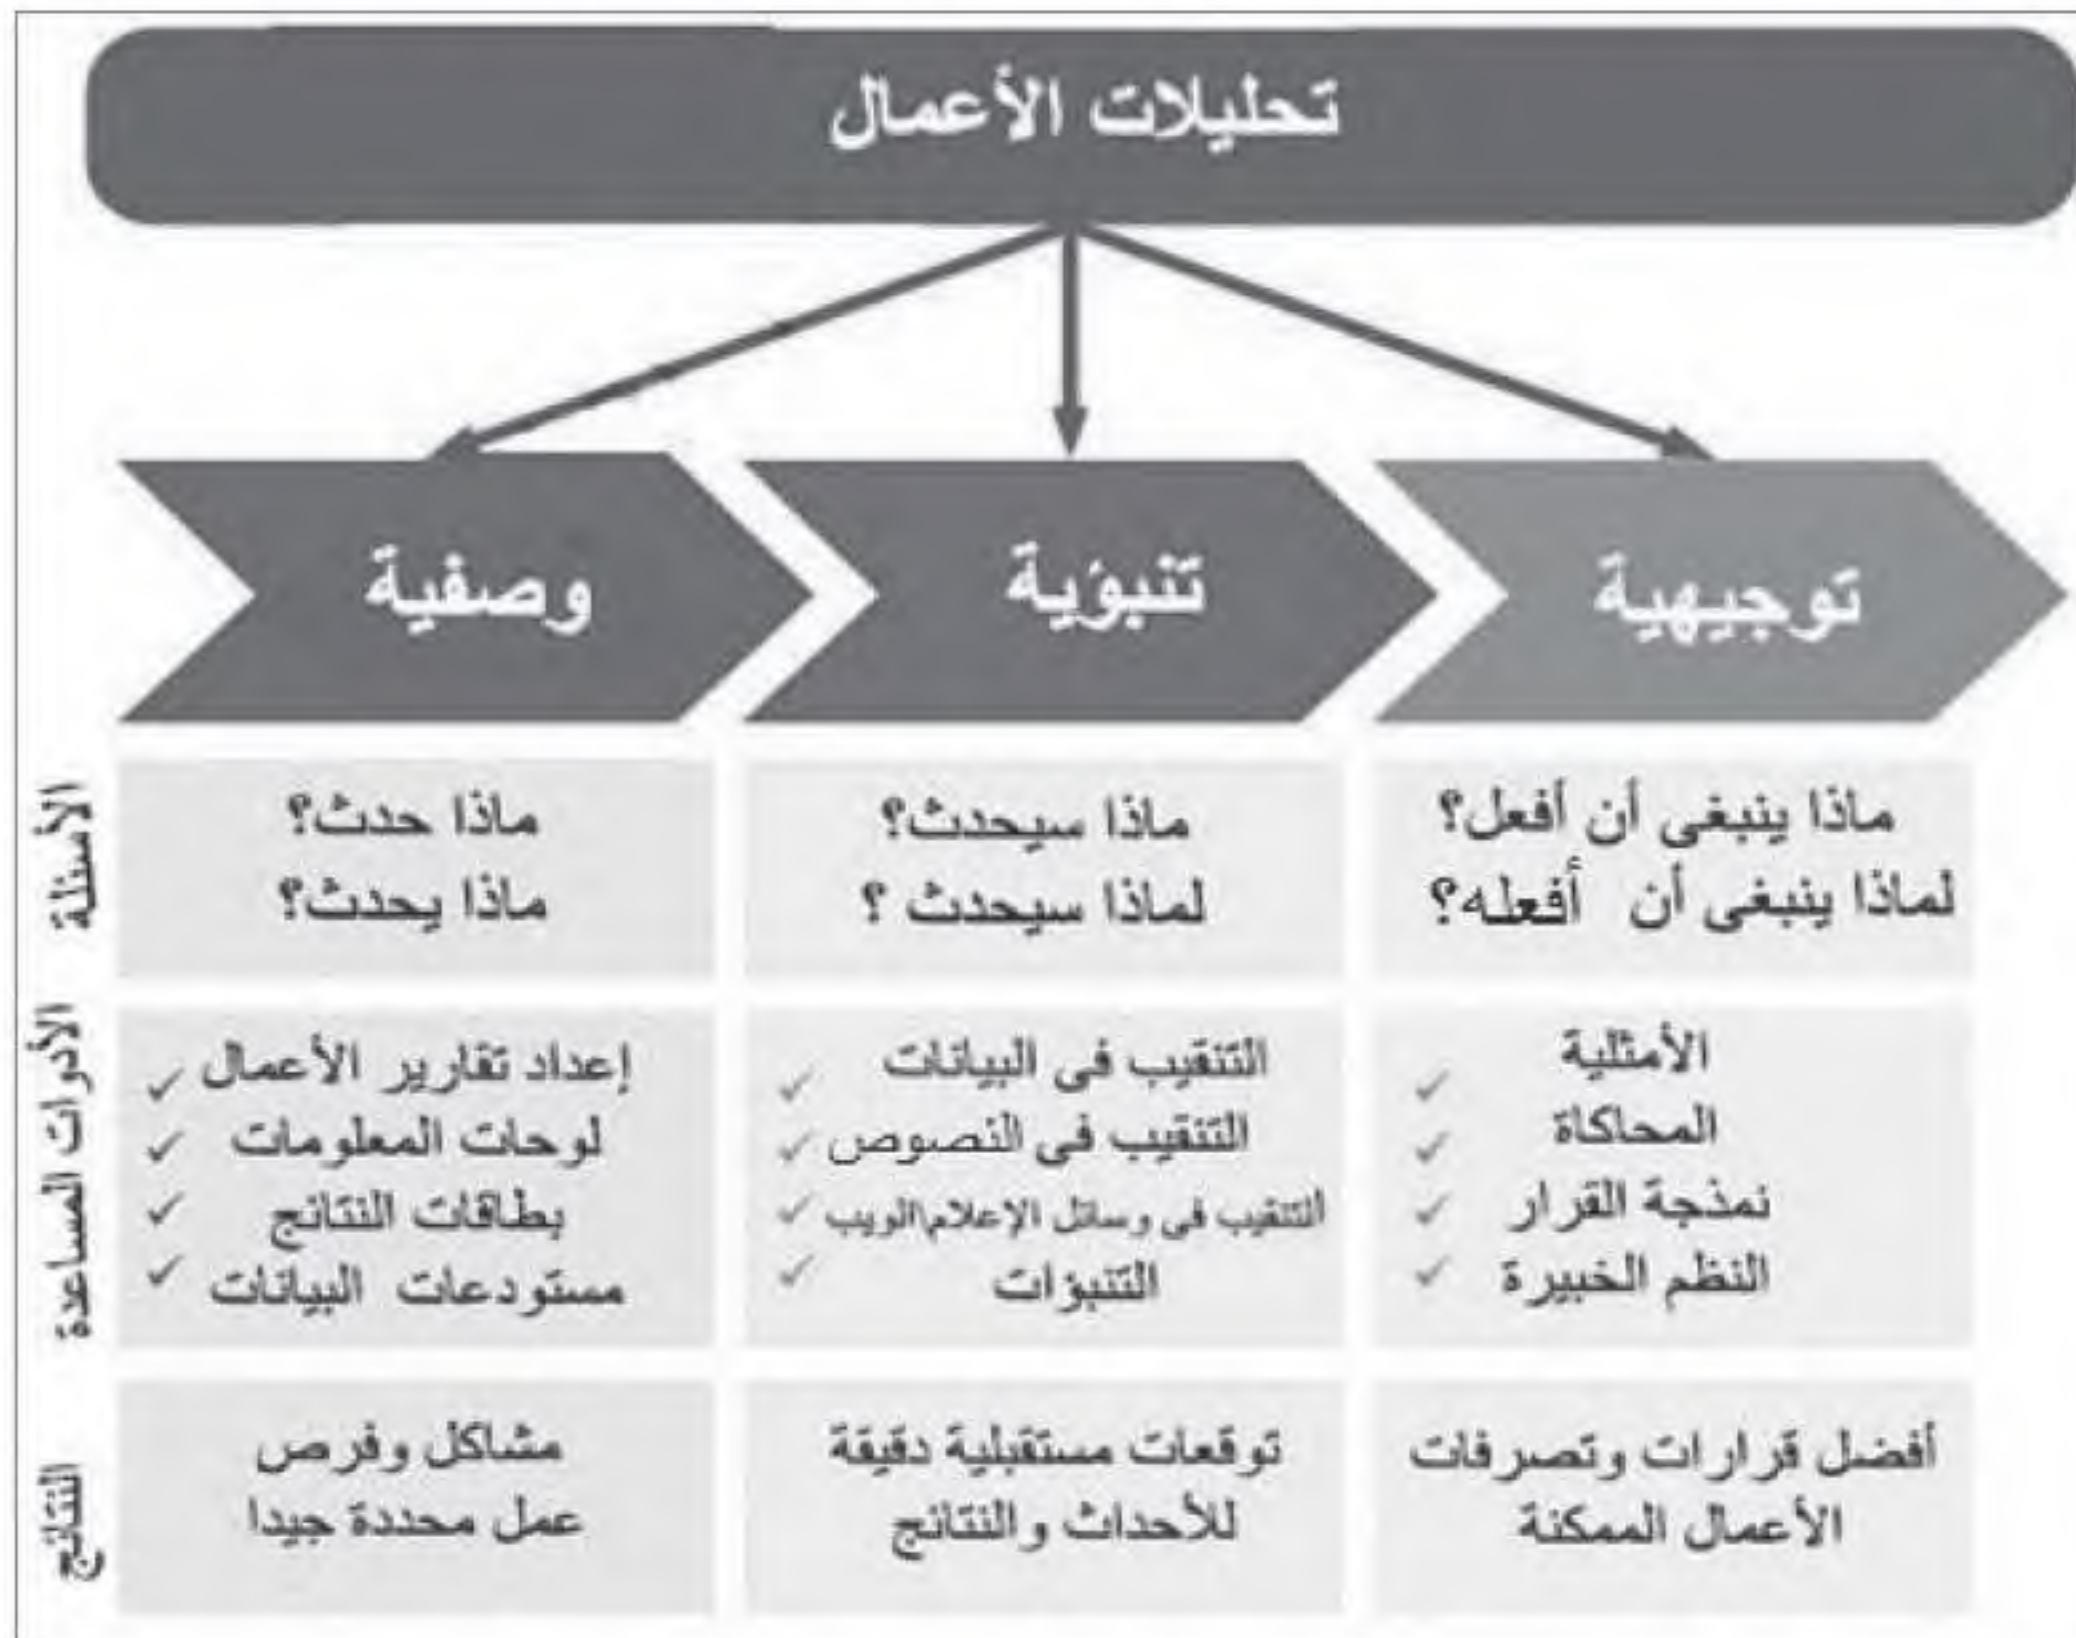 تحليلات الأعمال
وصفية
تنبؤية
توجيهية
الأسئلة
ماذا حدث؟
ماذا يحدث؟
ماذا سيحدث؟
لماذا سيحدث ؟
ماذا ينبغى أن أفعل؟
لماذا ينبغى أن أفعله؟
الأدوات المساعدة
إعداد تقارير الأعمال
لوحات المعلومات
بطاقات النتائج
مستودعات البيانات
التنقيب فى البيانات
التنقيب فى النصوص
التنقيب فى وسائل الإعلام\الويب
التنبؤات
الأمثلية
المحاكاة
نمذجة القرار
النظم الخبيرة
النتائج
مشاكل وفرص
عمل محددة جيدا
توقعات مستقبلية دقيقة
للأحداث والنتائج
أفضل قرارات وتصرفات
الأعمال الممكنة